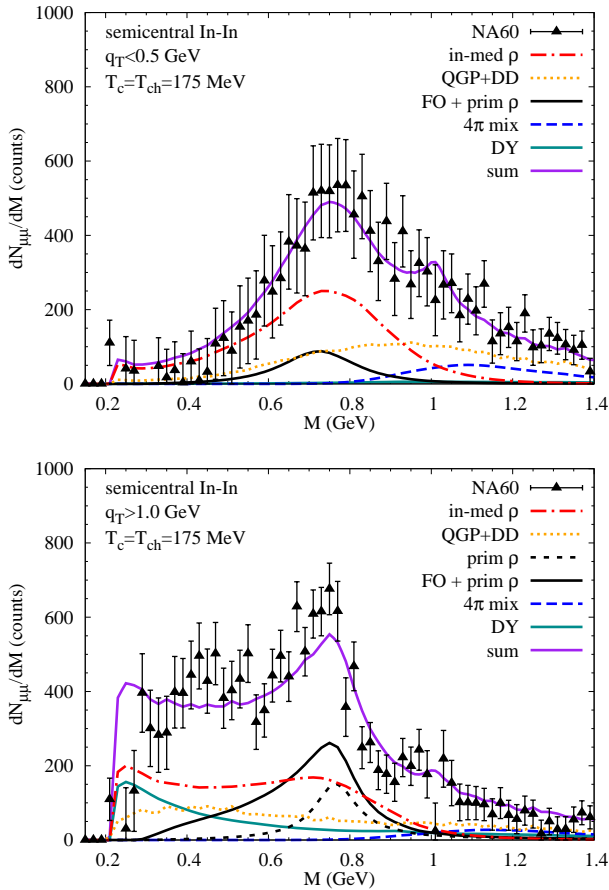 semicentral In-In
q_T<0.5 GeV
T_c=T_ch=175 MeV
NA60
in-med ρ
QGP+DD
FO + prim ρ
4π mix
DY
sum
1000
800
600
400
200
0
dN_μμ/dM (counts)
0.2 0.4 0.6 0.8 1 1.2 1.4
M (GeV)
semicentral In-In
q_T>1.0 GeV
T_c=T_ch=175 MeV
NA60
in-med ρ
QGP+DD
prim ρ
FO + prim ρ
4π mix
DY
sum
1000
800
600
400
200
0
dN_μμ/dM (counts)
0.2 0.4 0.6 0.8 1 1.2 1.4
M (GeV)